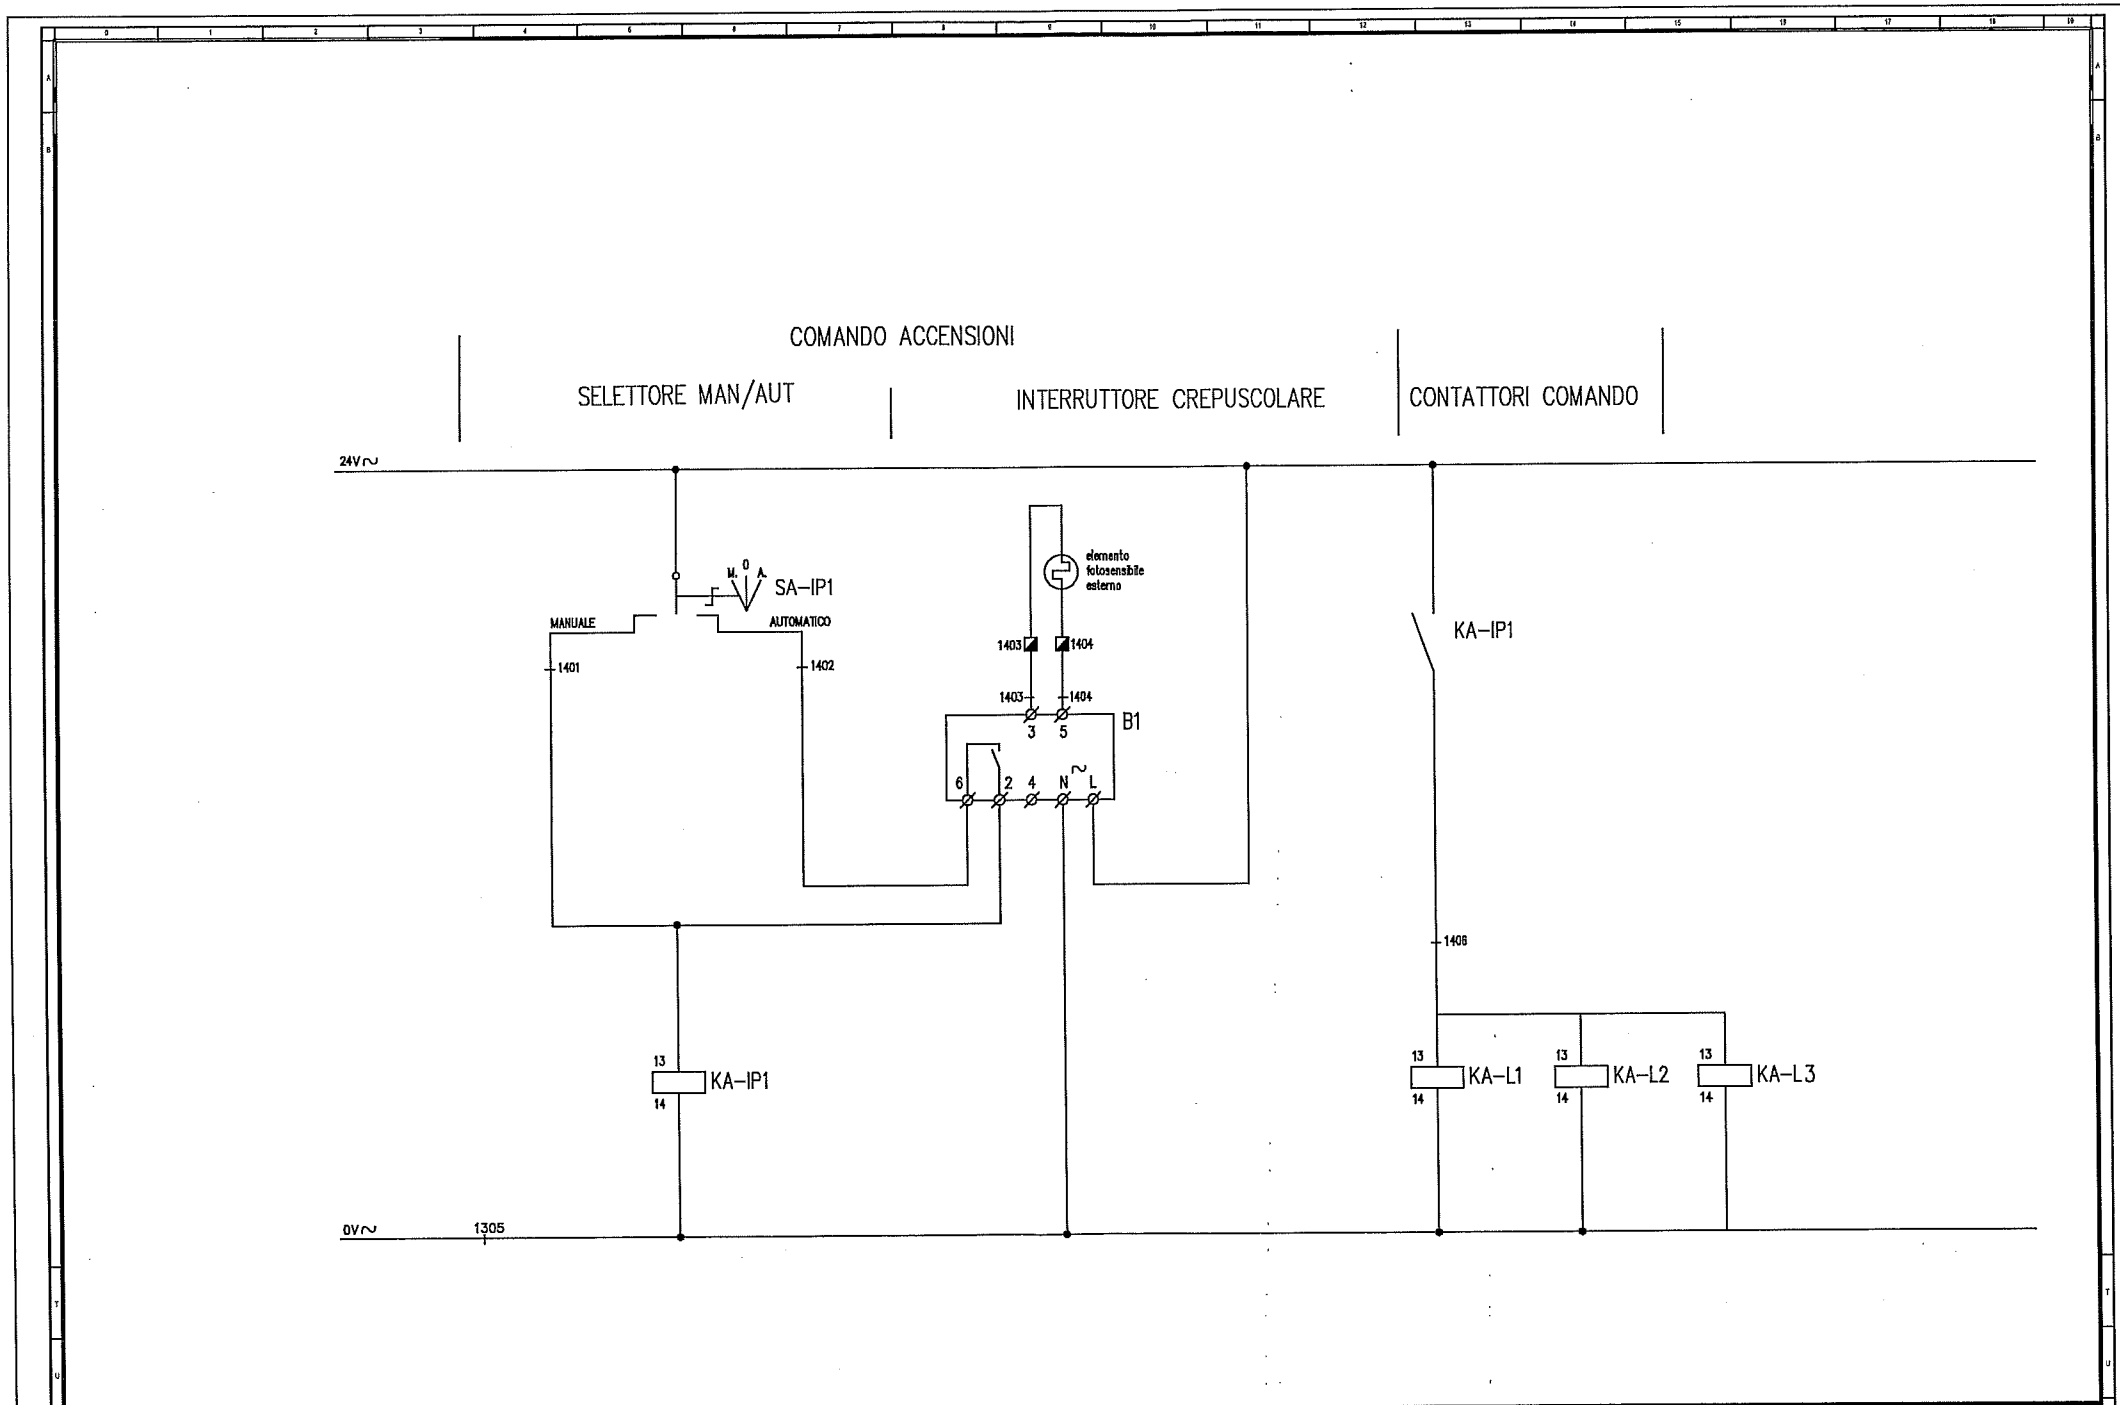 COMANDO ACCENSIONI
SELETTORE MAN/AUT
INTERRUTTORE CREPUSCOLARE
CONTATTORI COMANDO
24V~
elemento
fotosensibile
esterno
M. 0 A.
SA-IP1
MANUALE
AUTOMATICO
1401
1402
1403
1404
KA-IP1
1403
1404
B1
3 5
~
6 2 4 N L
1406
13
KA-IP1
14
13
KA-L1
14
13
KA-L2
14
13
KA-L3
14
0V~
1305